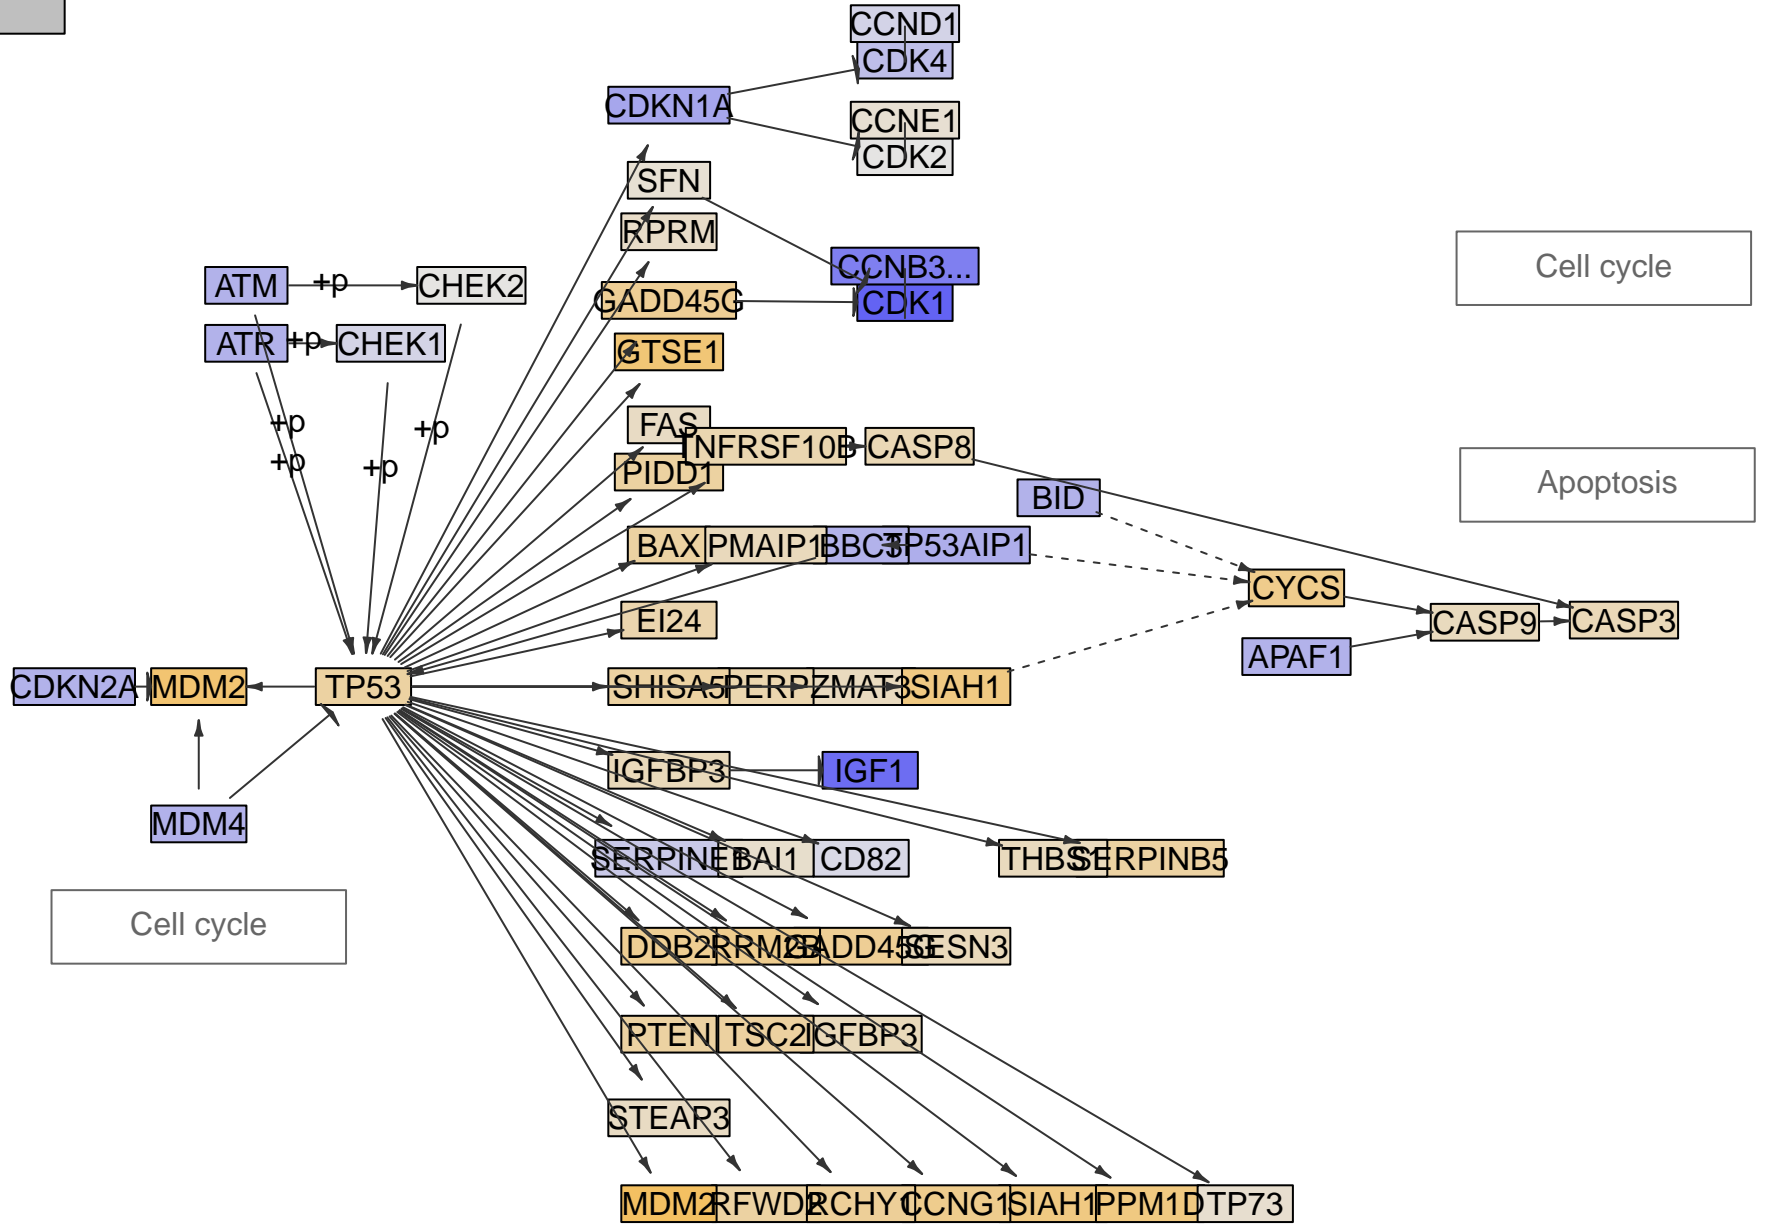 CCND1
CDK4
CDKN1A
CCNE1
CDK2
SFN
RPRM
Cell cycle
CCNB3...
ATM
+p
CHEK2
GADD45G
CDK1
ATR
+p
CHEK1
GTSE1
+p
+p
FAS
TNFRSF10B
CASP8
+p
+p
PIDD1
Apoptosis
BID
BAX
PMAIP1
BBC3
TP53AIP1
CYCS
EI24
CASP9
CASP3
APAF1
CDKN2A
MDM2
TP53
SHISA5
PERP
ZMAT3
SIAH1
IGFBP3
IGF1
MDM4
SERPINE1
BAI1
CD82
THBS1
SERPINB5
Cell cycle
DDB2
RRM2B
GADD45G
SESN3
PTEN
TSC2
IGFBP3
STEAP3
MDM2
RFWD2
RCHY1
CCNG1
SIAH1
PPM1D
TP73